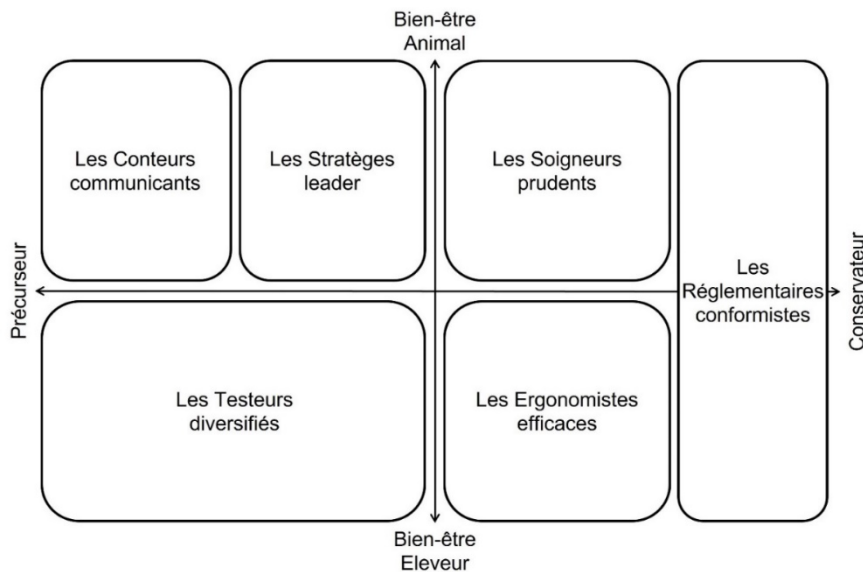 Bien-être
Animal
Les Conteurs
communicants
Les Stratèges
leader
Les Soigneurs
prudents
Précurseur
Les
Réglementaires
conformistes
Conservateur
Les Testeurs
diversifiés
Les Ergonomistes
efficaces
Bien-être
Eleveur